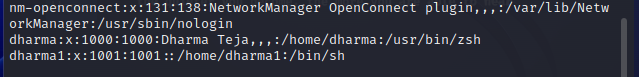 nm-openconnect:x:131:138:NetworkManager OpenConnect plugin,,,:/var/lib/Netw
orkManager:/usr/sbin/nologin
dharma:x:1000:1000:Dharma Teja,,,:/home/dharma:/usr/bin/zsh
dharma1:x:1001:1001::/home/dharma1:/bin/sh